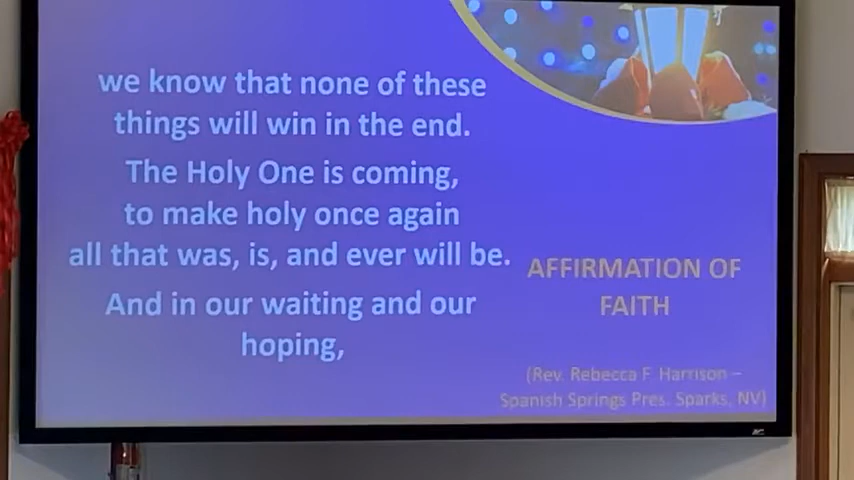 we know that none of these
things will win in the end.
The Holy One is coming,
to make holy once again
all that was, is, and ever will be.
And in our waiting and our
hoping,
AFFIRMATION OF
FAITH
(Rev. Rebecca F. Harrison –
Spanish Springs Pres. Sparks, NV)